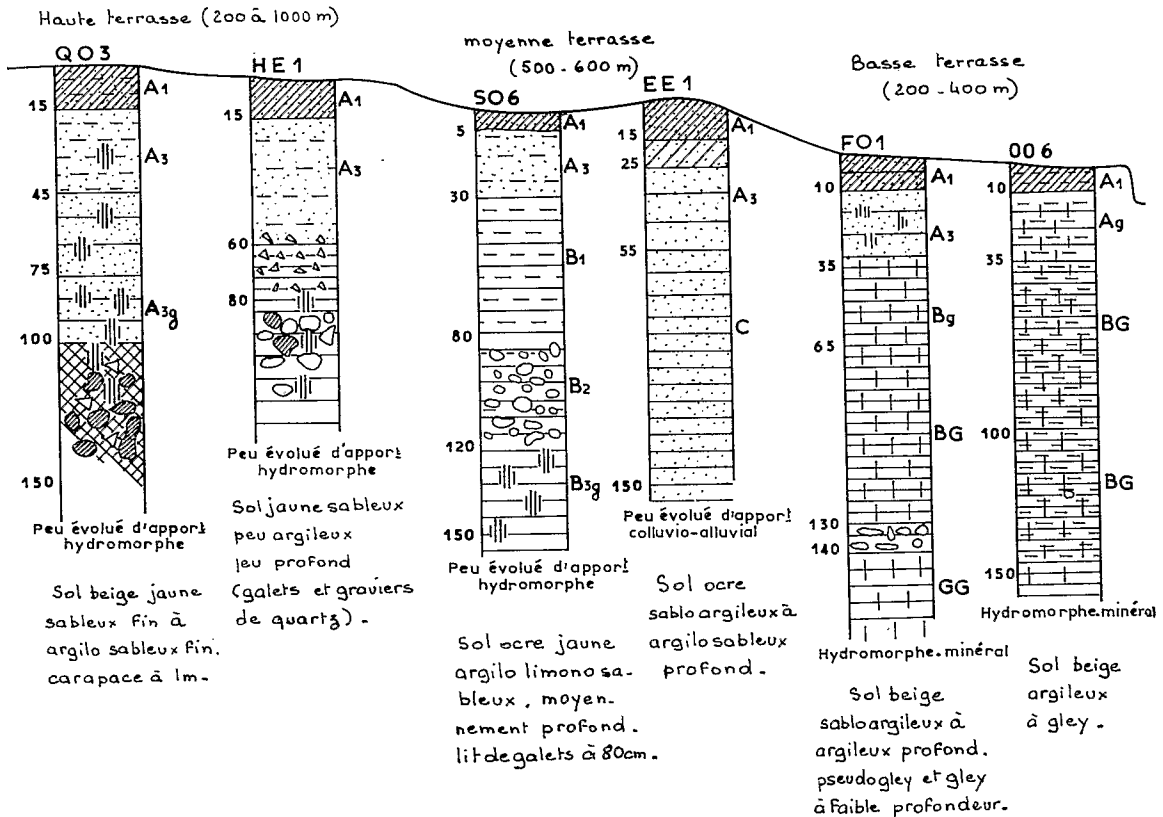 Haute terrasse (200 à 1000 m)
QO3
A1
15
A3
45
75
A3g
100
150
Peu évolué d'apport
hydromorphe
Sol beige jaune
sableux fin à
argilo sableux fin.
carapace à 1m.
HE1
A1
15
A3
60
80
Peu évolué d'apport
hydromorphe
Sol jaune sableux
peu argileux
peu profond
(galets et graviers
de quartz).
moyenne terrasse
(500-600 m)
SO6
A1
5
A3
30
B1
80
B2
120
B3g
150
Peu évolué d'apport
hydromorphe
Sol ocre jaune
argilo limono sa-
bleux, moyen-
nement profond.
lit de galets à 80cm.
EE1
A1
15
25
A3
55
C
150
Peu évolué d'apport
colluvio-alluvial
Sol ocre
sablo argileux à
argilo sableux
profond.
Basse terrasse
(200-400 m)
FO1
A1
10
A3
35
Bg
65
BG
130
140
GG
Hydromorphe.minéral
Sol beige
sablo argileux à
argileux profond.
pseudogley et gley
à faible profondeur.
OO6
A1
10
Ag
35
BG
100
BG
150
Hydromorphe.minéral
Sol beige
argileux
à gley.